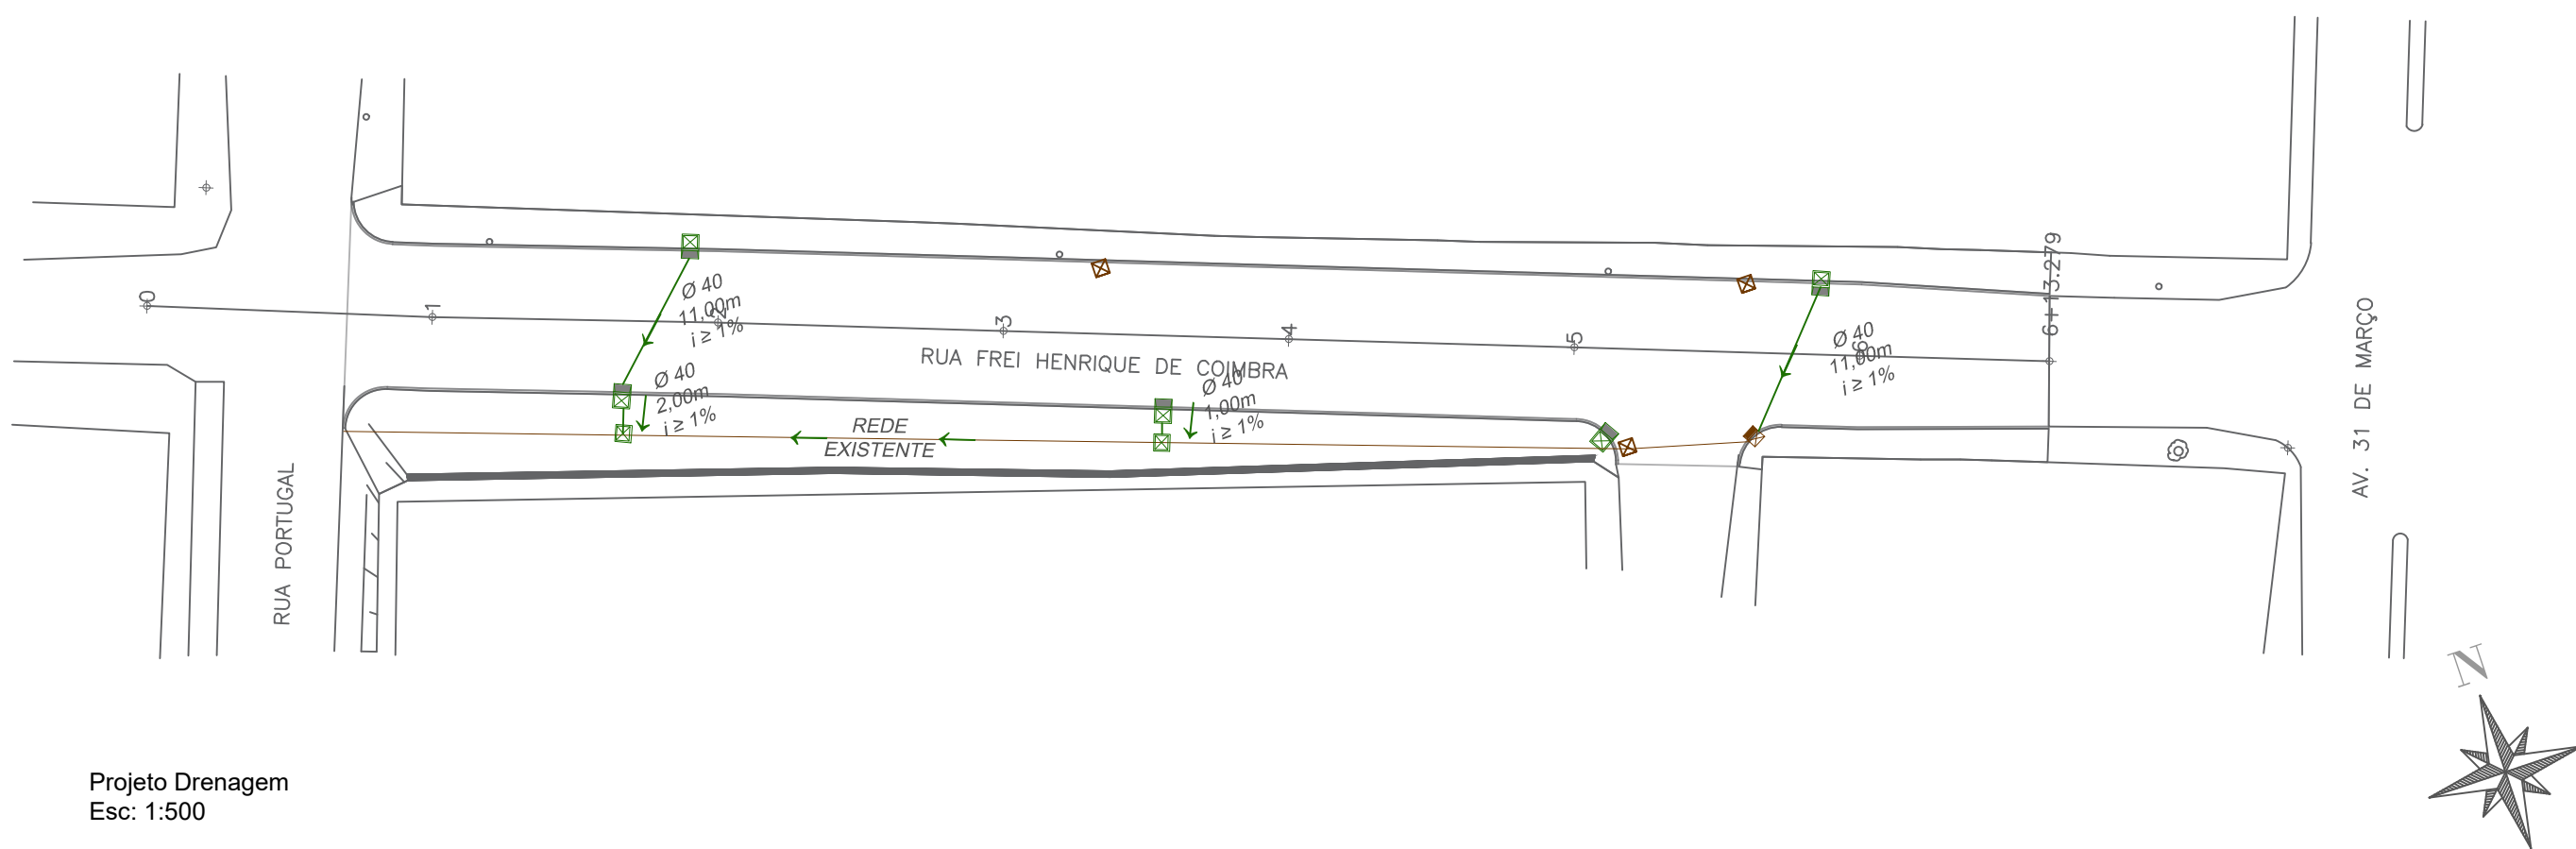 0
1
2
3
4
5
6
6+13.279
Ø 40
11,00m
i ≥ 1%
Ø 40
2,00m
i ≥ 1%
RUA FREI HENRIQUE DE COIMBRA
Ø 40
1,00m
i ≥ 1%
Ø 40
11,00m
i ≥ 1%
REDE
EXISTENTE
RUA PORTUGAL
AV. 31 DE MARÇO
N
Projeto Drenagem
Esc: 1:500